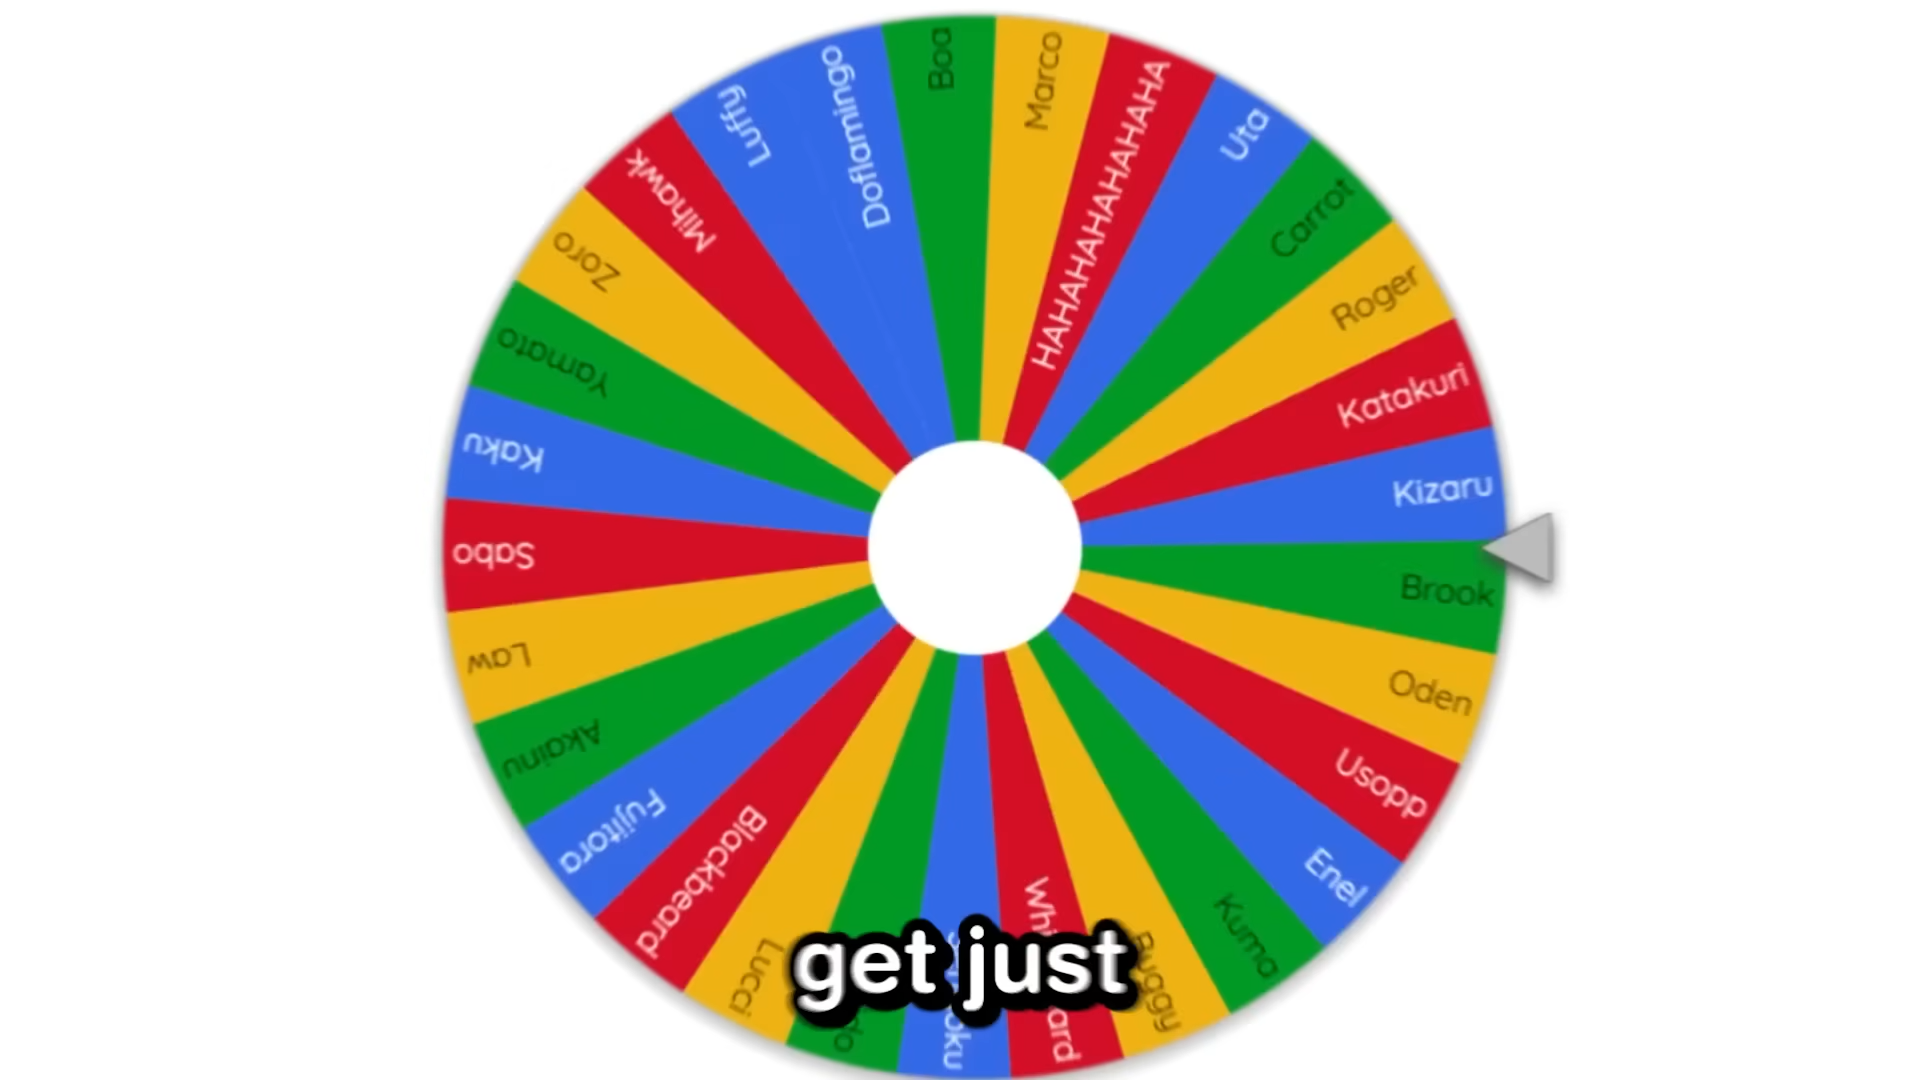 Boa
Marco
HAHAHAHAHAHAHA
Uta
Carrot
Roger
Katakuri
Kizaru
Brook
Oden
Usopp
Enel
Kuma
Buggy
Lucci
Blackbeard
Fujitora
Akainu
Law
Sabo
Kaku
Yamato
Zoro
Mihawk
Luffy
Doflamingo
get just